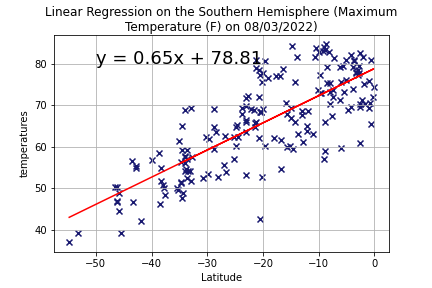 Linear Regression on the Southern Hemisphere (Maximum
Temperature (F) on 08/03/2022)
y = 0.65x + 78.81
temperatures
80
70
60
50
40
−50
−40
−30
−20
−10
0
Latitude